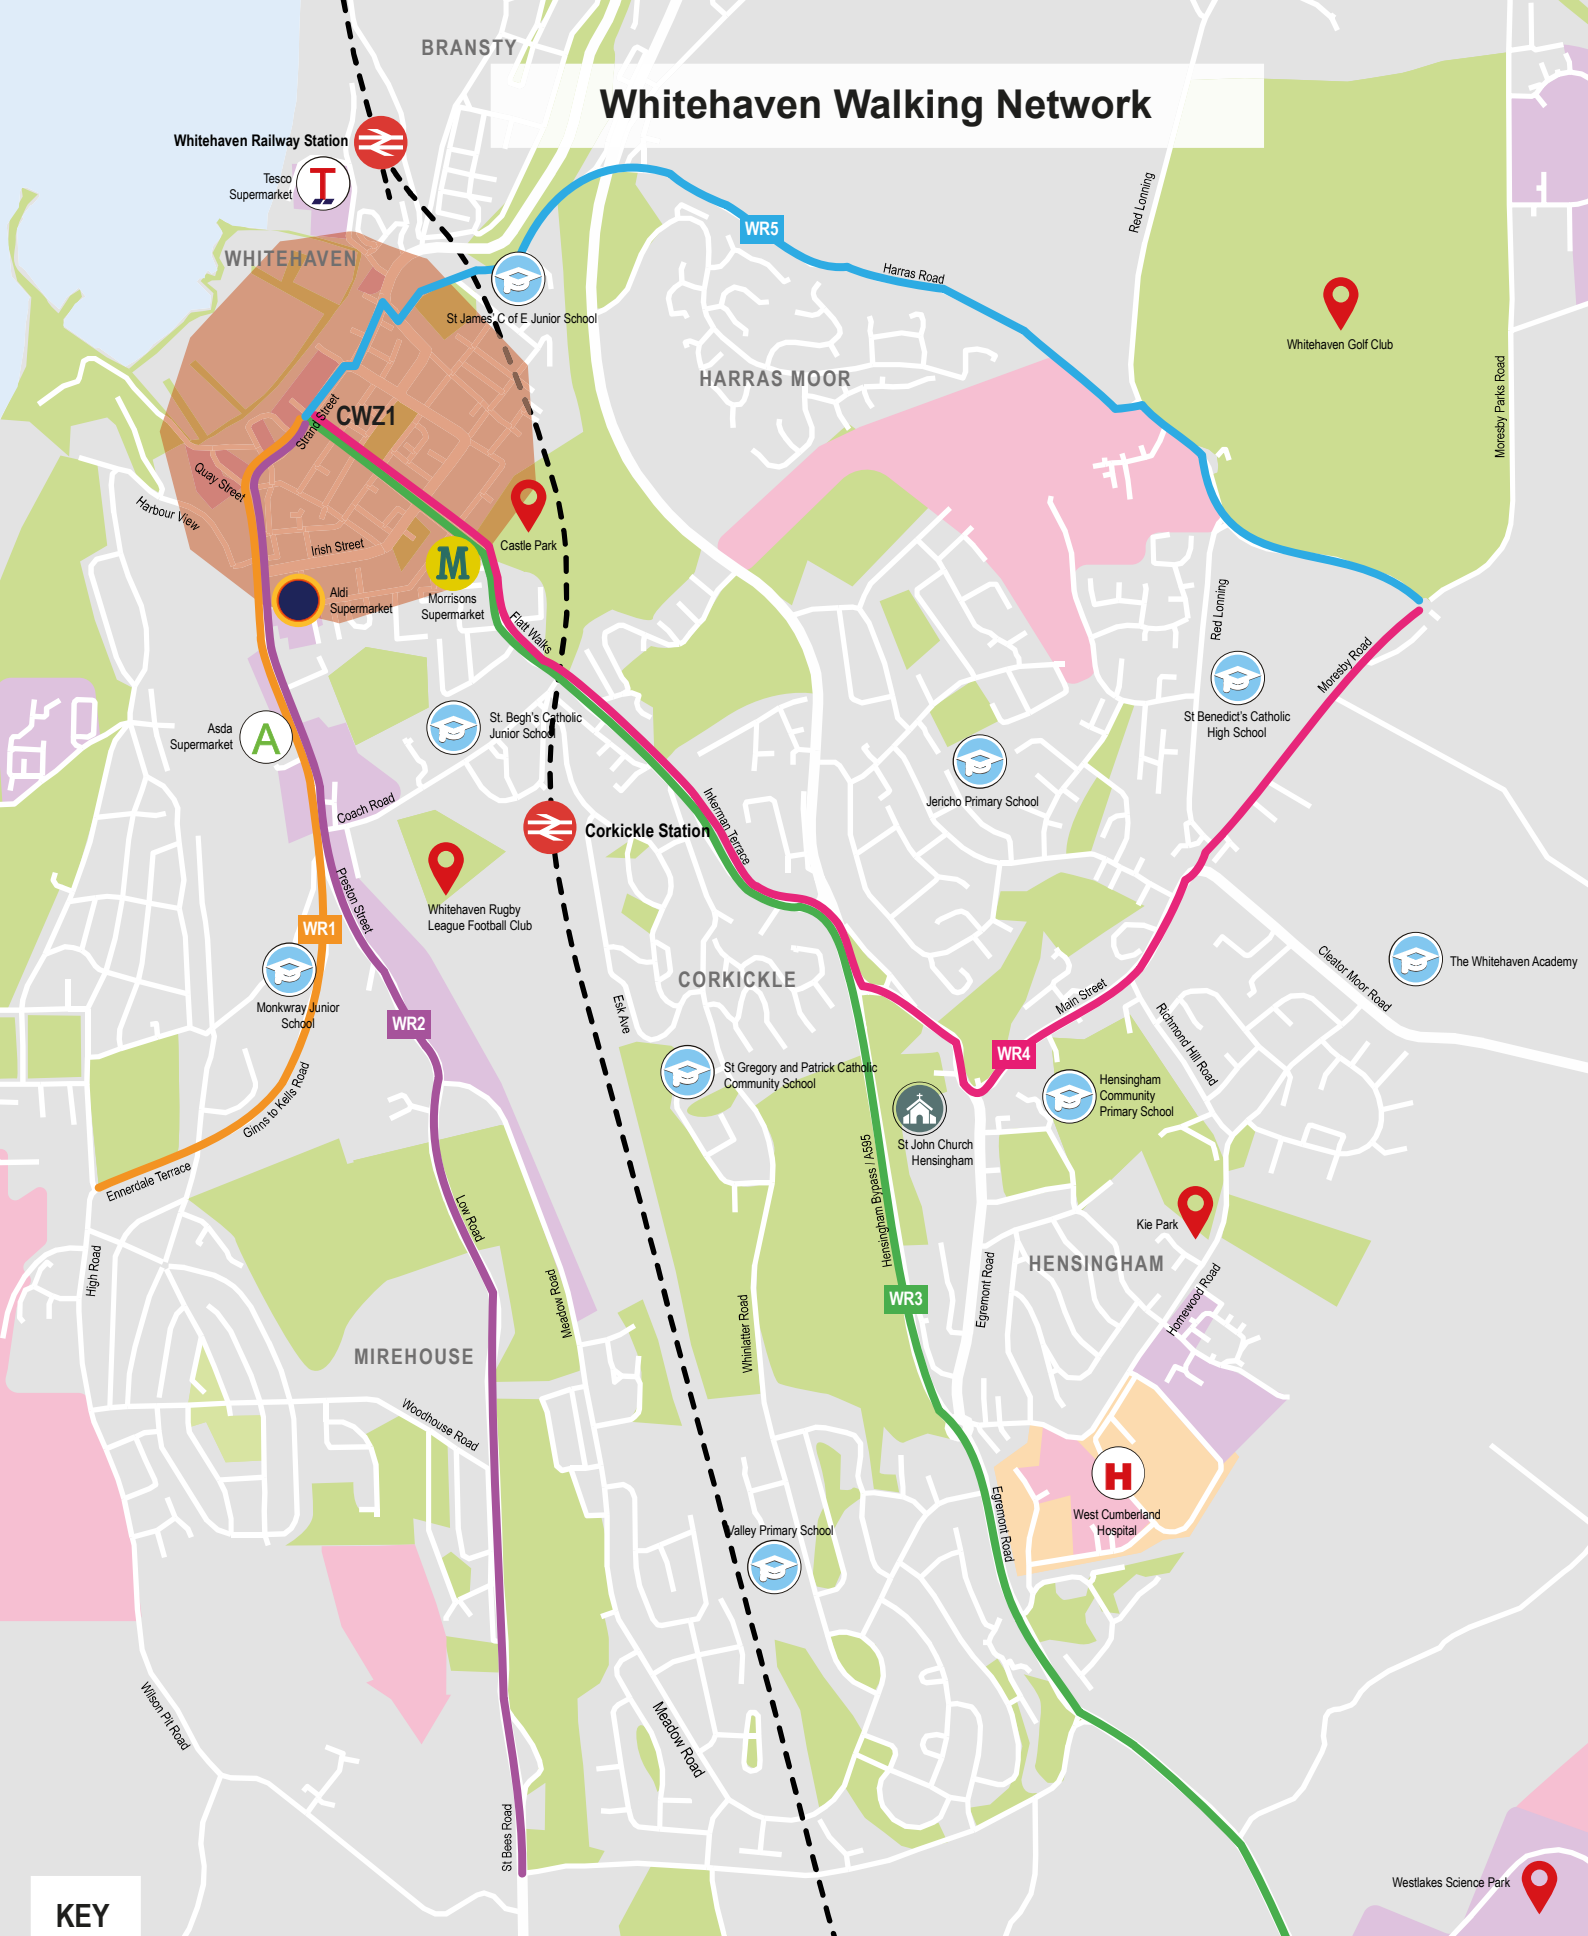 BRANSTY
Whitehaven Walking Network
Whitehaven Railway Station
Tesco
Supermarket
T
Red Lonning
WR5
WHITEHAVEN
Harras Road
St James' C of E Junior School
Whitehaven Golf Club
HARRAS MOOR
Moresby Parks Road
CWZ1
Strand Street
Quay Street
Harbour View
Irish Street
Castle Park
M
Aldi
Supermarket
Morrisons
Supermarket
Flatt Walks
Red Lonning
Moresby Road
St Benedict's Catholic
High School
St. Begh's Catholic
Junior School
Asda
Supermarket
A
Coach Road
Inkerman Terrace
Jericho Primary School
Corkickle Station
Preston Street
Whitehaven Rugby
League Football Club
WR1
Cleator Moor Road
The Whitehaven Academy
CORKICKLE
Monkwray Junior
School
Esk Ave
Main Street
Richmond Hill Road
WR2
WR4
St Gregory and Patrick Catholic
Community School
Hensingham
Community
Primary School
Ginns to Kells Road
St John Church
Hensingham
Hensingham Bypass / A595
Ennerdale Terrace
Low Road
Kie Park
High Road
HENSINGHAM
Egremont Road
Homewood Road
WR3
Meadow Road
Whinlatter Road
MIREHOUSE
Woodhouse Road
H
West Cumberland
Hospital
Egremont Road
Valley Primary School
Wilson Pit Road
Meadow Road
St Bees Road
Westlakes Science Park
KEY